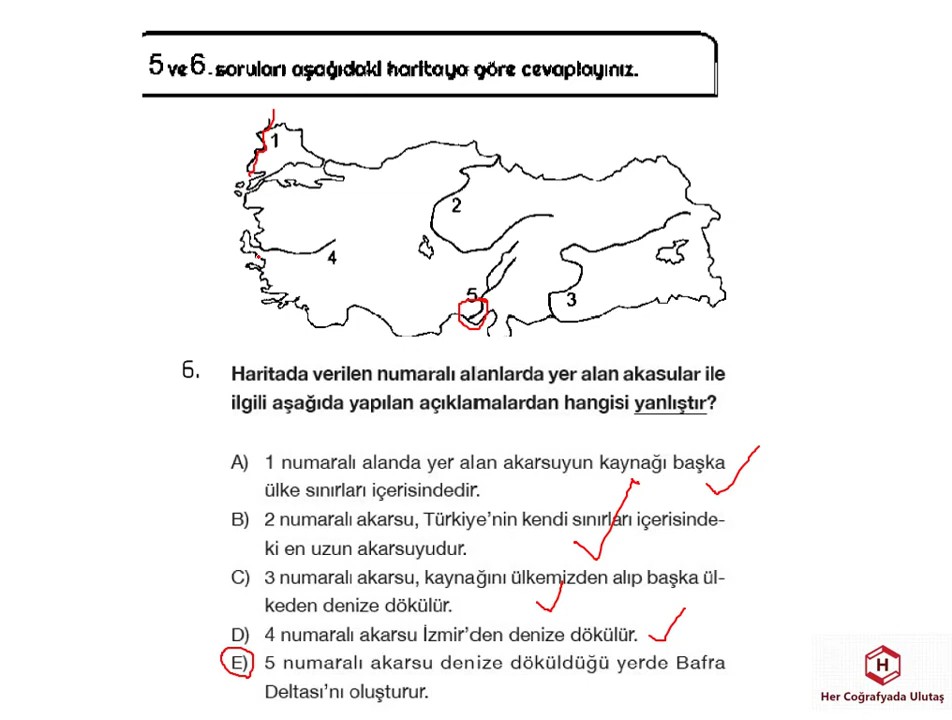 5 ve 6. soruları aşağıdaki haritaya göre cevaplayınız.
1
2
4
5
3
6. Haritada verilen numaralı alanlarda yer alan akasular ile
ilgili aşağıda yapılan açıklamalardan hangisi yanlıştır?
A) 1 numaralı alanda yer alan akarsuyun kaynağı başka
ülke sınırları içerisindedir.
B) 2 numaralı akarsu, Türkiye'nin kendi sınırları içerisinde-
ki en uzun akarsuyudur.
C) 3 numaralı akarsu, kaynağını ülkemizden alıp başka ül-
keden denize dökülür.
D) 4 numaralı akarsu İzmir'den denize dökülür.
E) 5 numaralı akarsu denize döküldüğü yerde Bafra
Deltası'nı oluşturur.
H
Her Coğrafyada Ulutaş